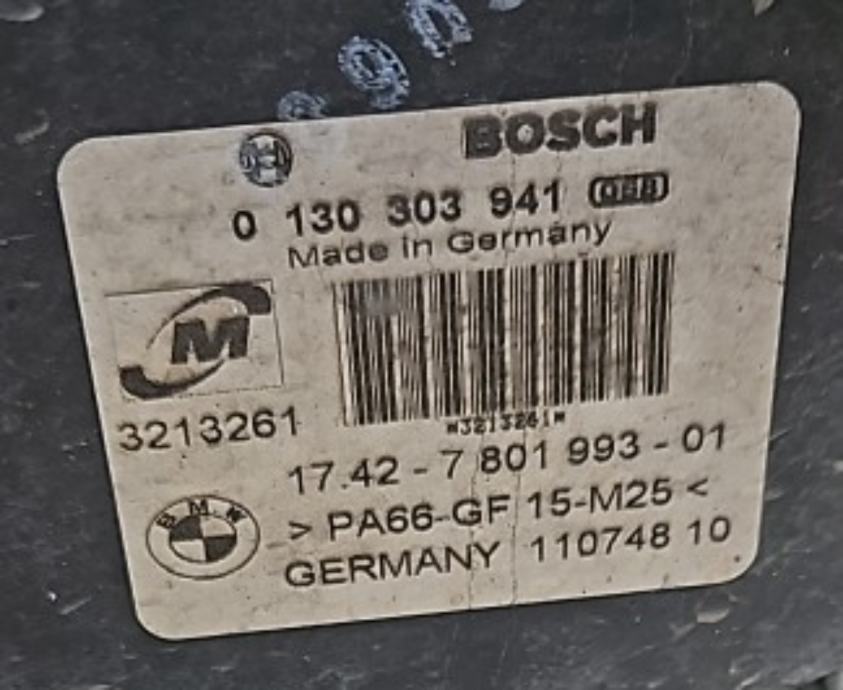 BOSCH
0 130 303 941
Made in Germany
M
3213261
*3213261*
17.42 - 7 801 993 - 01
BMW
> PA66-GF 15-M25 <
GERMANY 110748 10